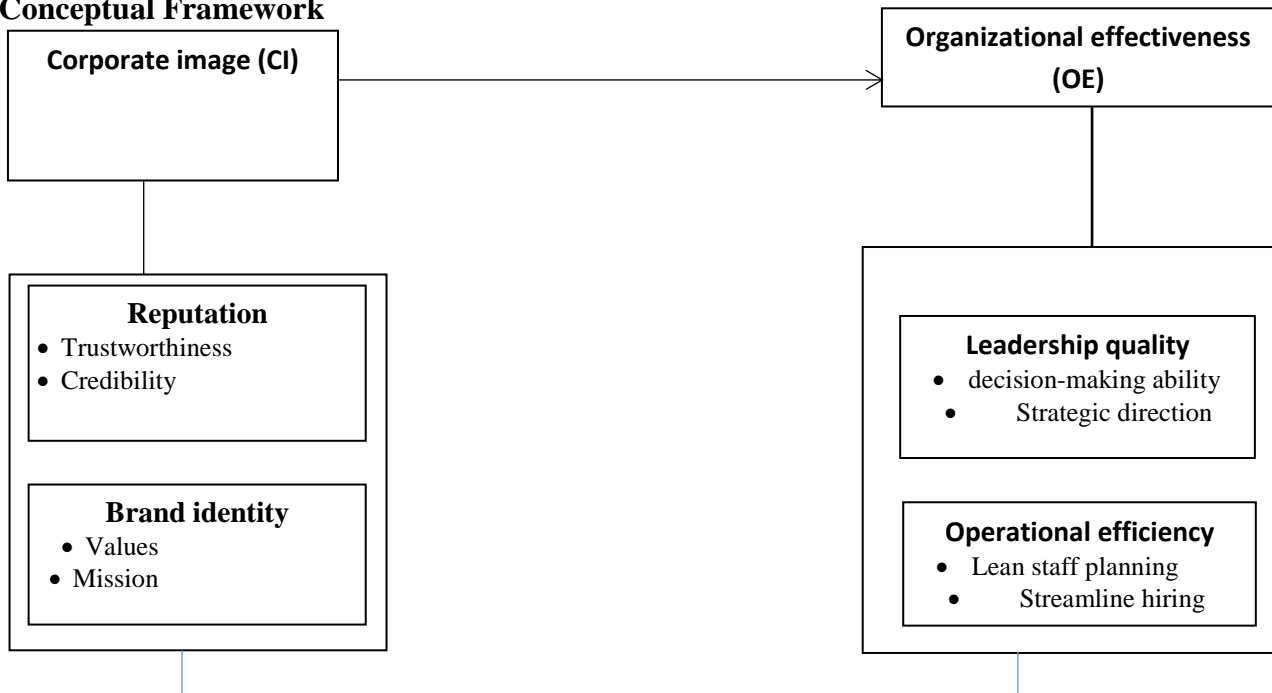 Conceptual Framework
Corporate image (CI)
Organizational effectiveness
(OE)
Reputation
• Trustworthiness
• Credibility
Brand identity
• Values
• Mission
Leadership quality
• decision-making ability
• Strategic direction
Operational efficiency
• Lean staff planning
• Streamline hiring